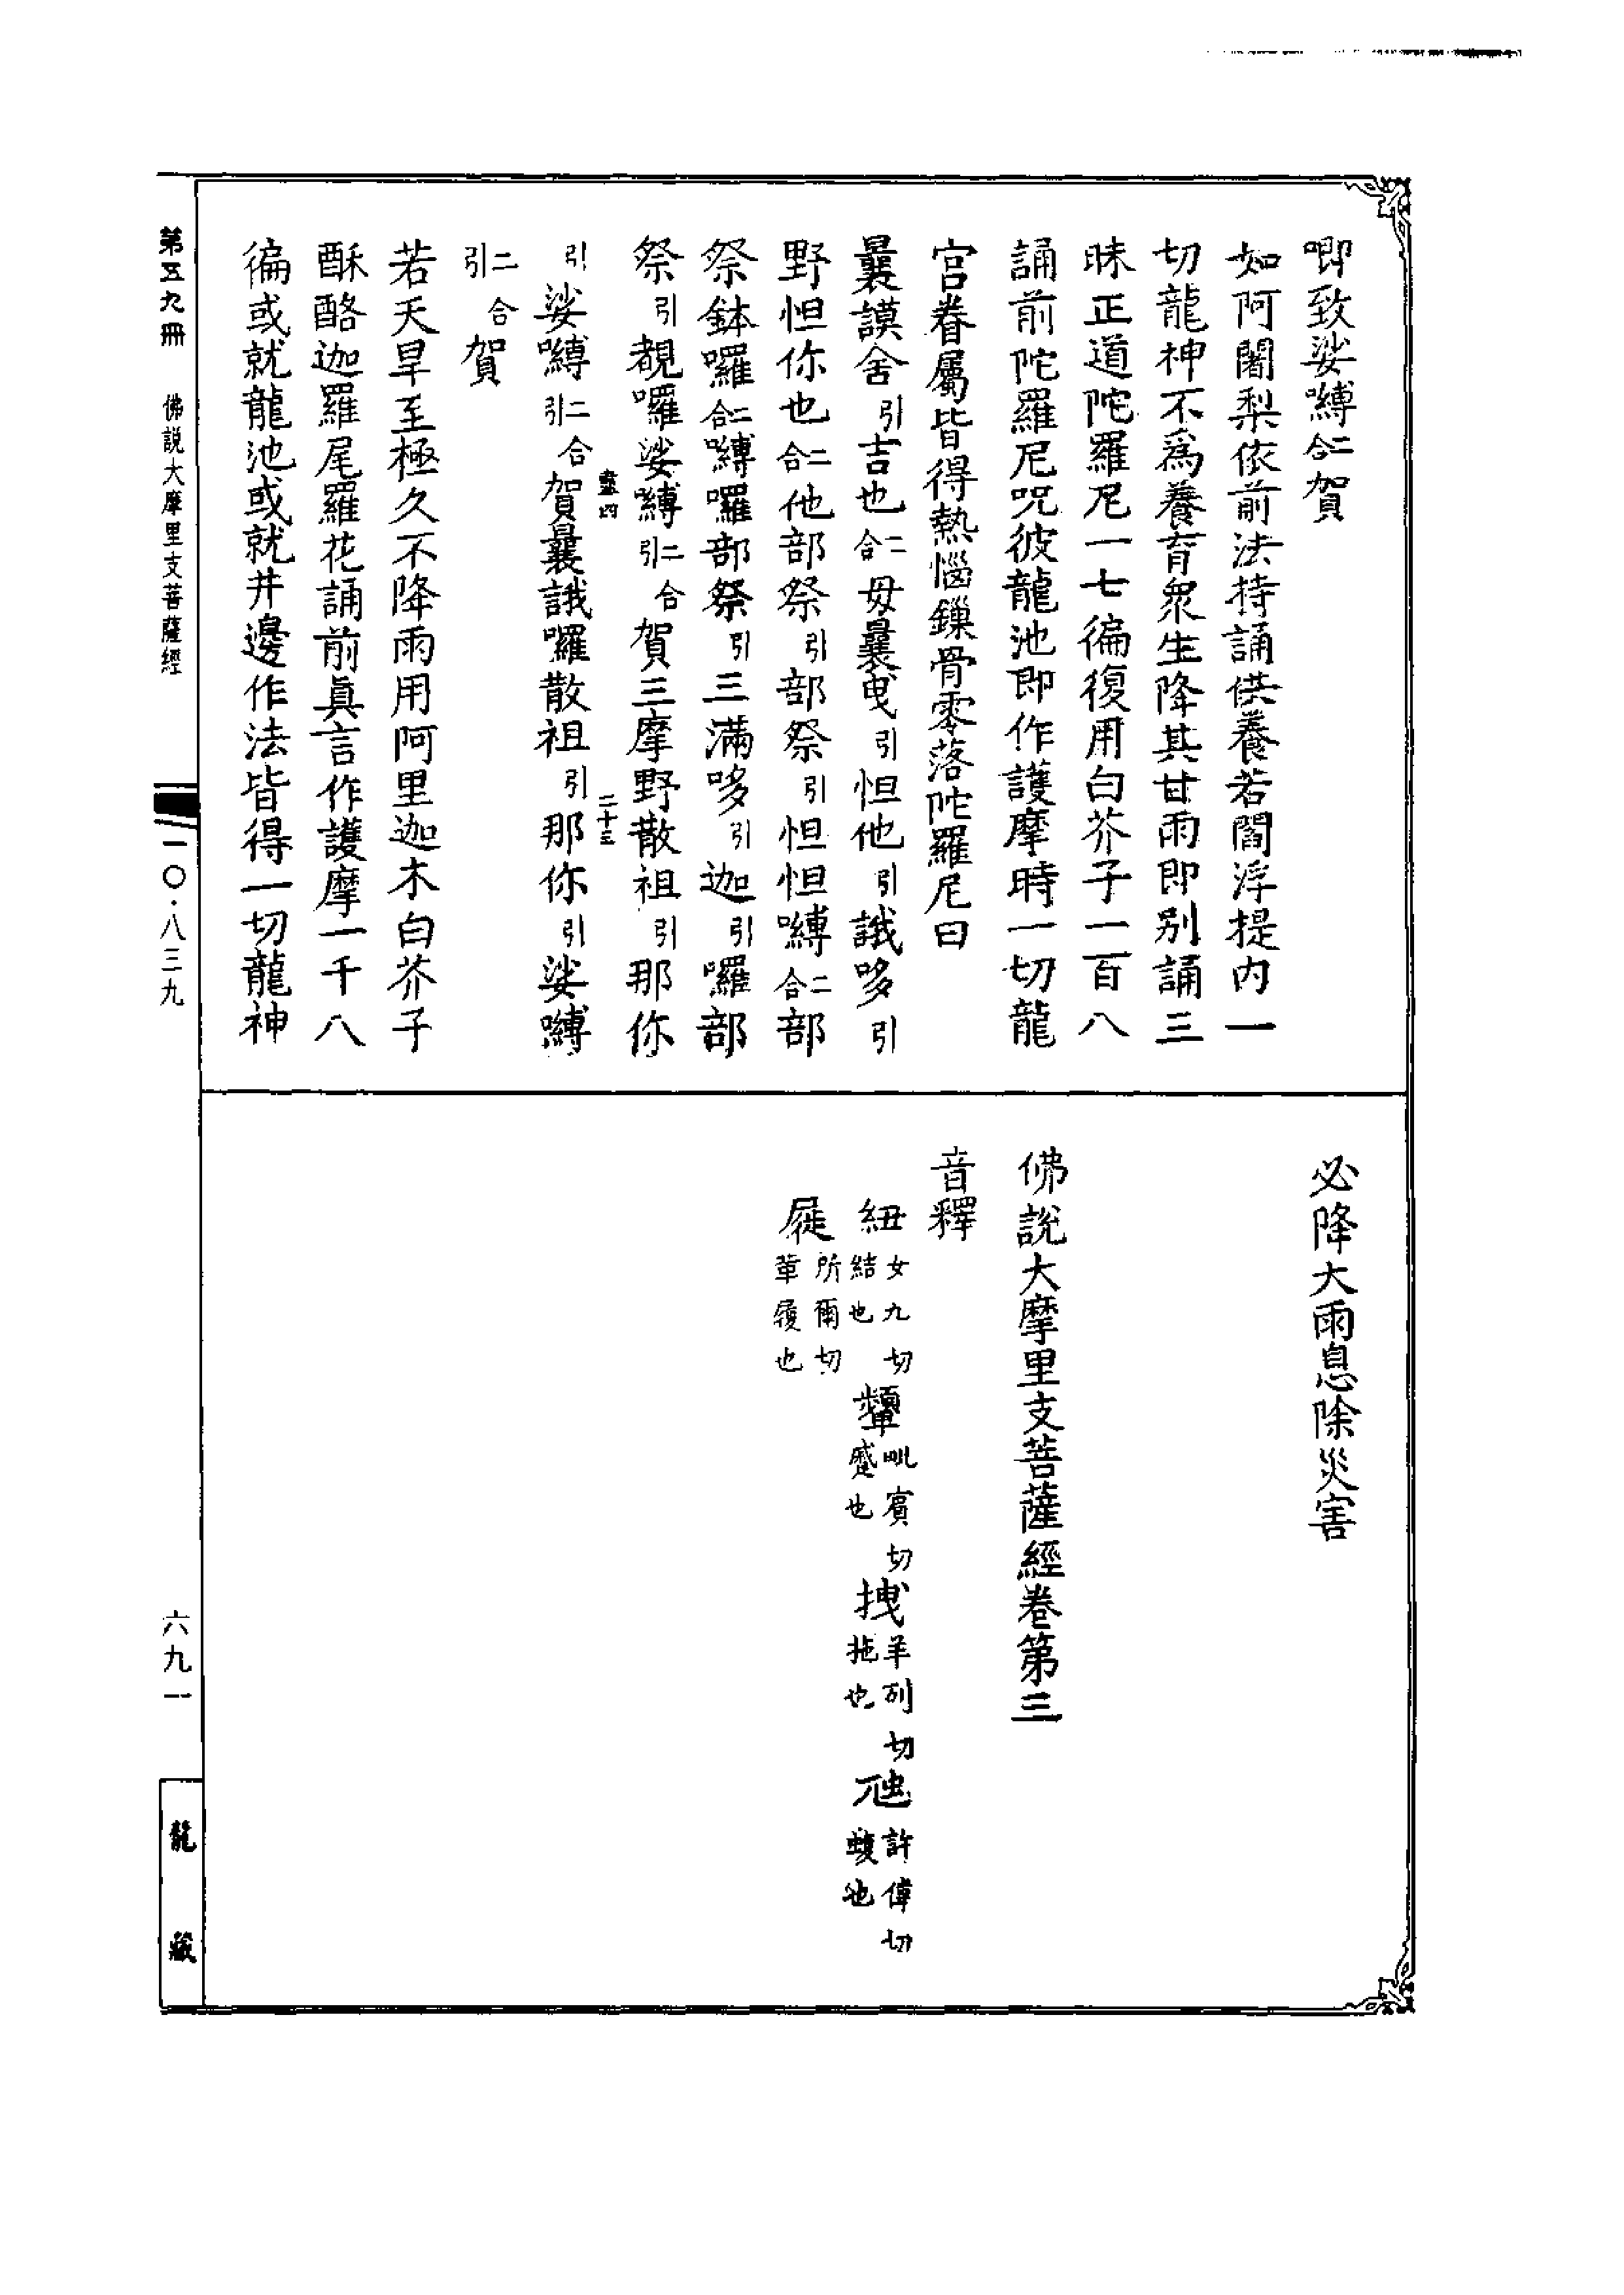 唧致娑嚩二合賀
如阿闍梨依前法持誦供養若閻浮提内一
切龍神不爲養育衆生降其甘雨即别誦三
昧正道陀羅尼一七徧復用白芥子一百八
誦前陀羅尼呪彼龍池即作護摩時一切龍
宫眷屬皆得熱惱鏁骨零落陀羅尼曰
曩謨舍引吉也二合毋曩曵引怛他引誐哆引
野怛你也二合他部祭引部祭引怛怛嚩二合部
祭鉢囉二合嚩囉部祭引三滿哆引迦引囉部
祭引覩囉娑嚩二合引賀三摩野散祖引那你
引娑嚩二合引賀曩誐囉散祖引那你引娑嚩
二合引賀
若天旱至極久不降雨用阿里迦木白芥子
酥酪迦羅尾羅花誦前眞言作護摩一千八
徧或就龍池或就井邊作法皆得一切龍神
必降大雨息除災害
佛說大摩里支菩薩經卷第三
音釋
紐女九切結也 顰毗賓切蹙也 拽羊列切拖也 虺許偉切蝮也
屣所爾切革履也
第五九冊 佛説大摩里支菩薩經 一〇·八三九 六九一 龍藏